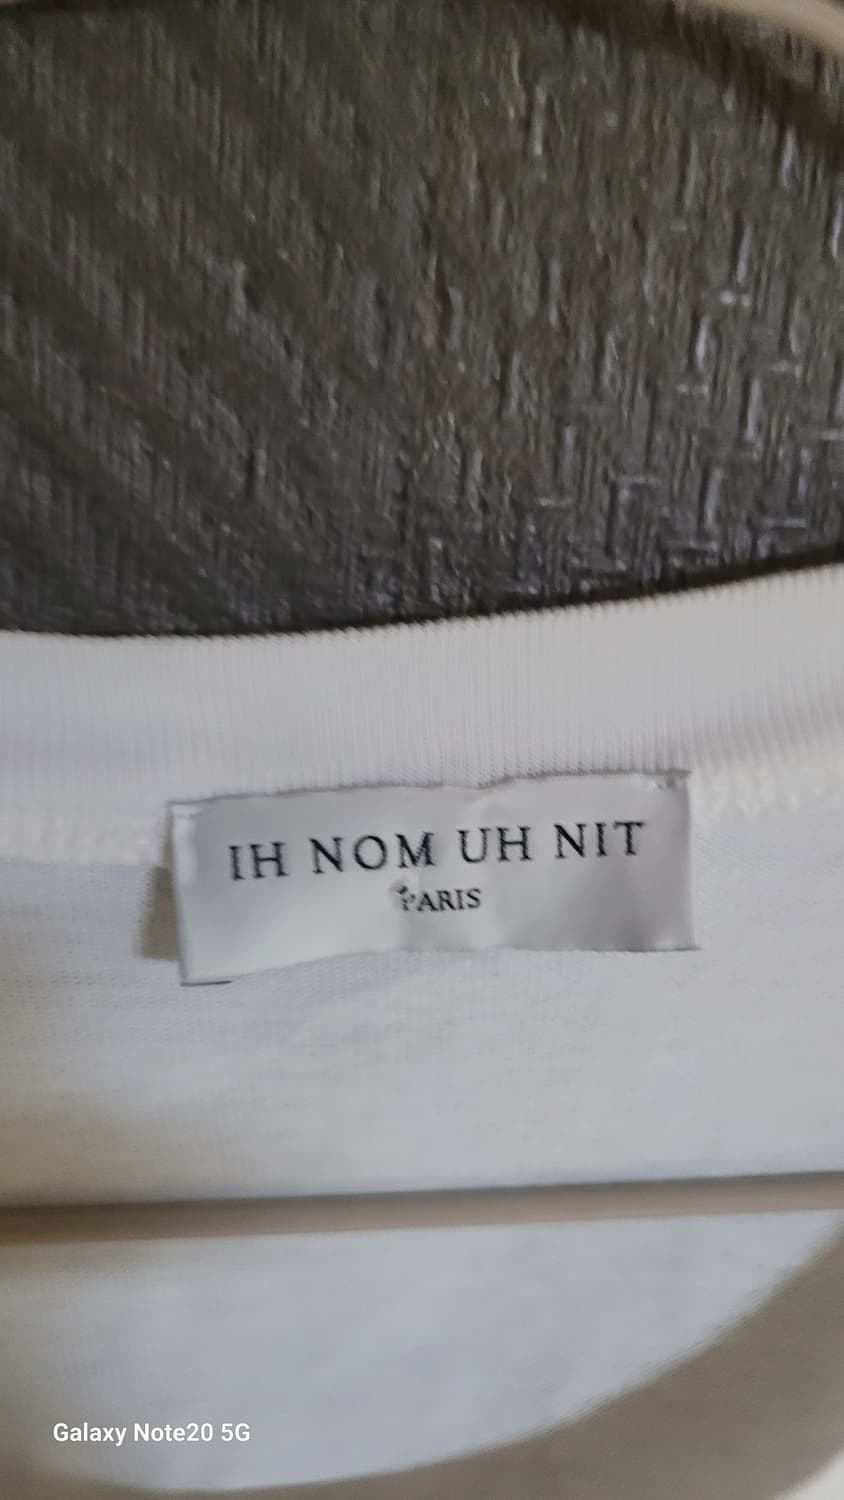 IH NOM UH NIT
PARIS
Galaxy Note20 5G